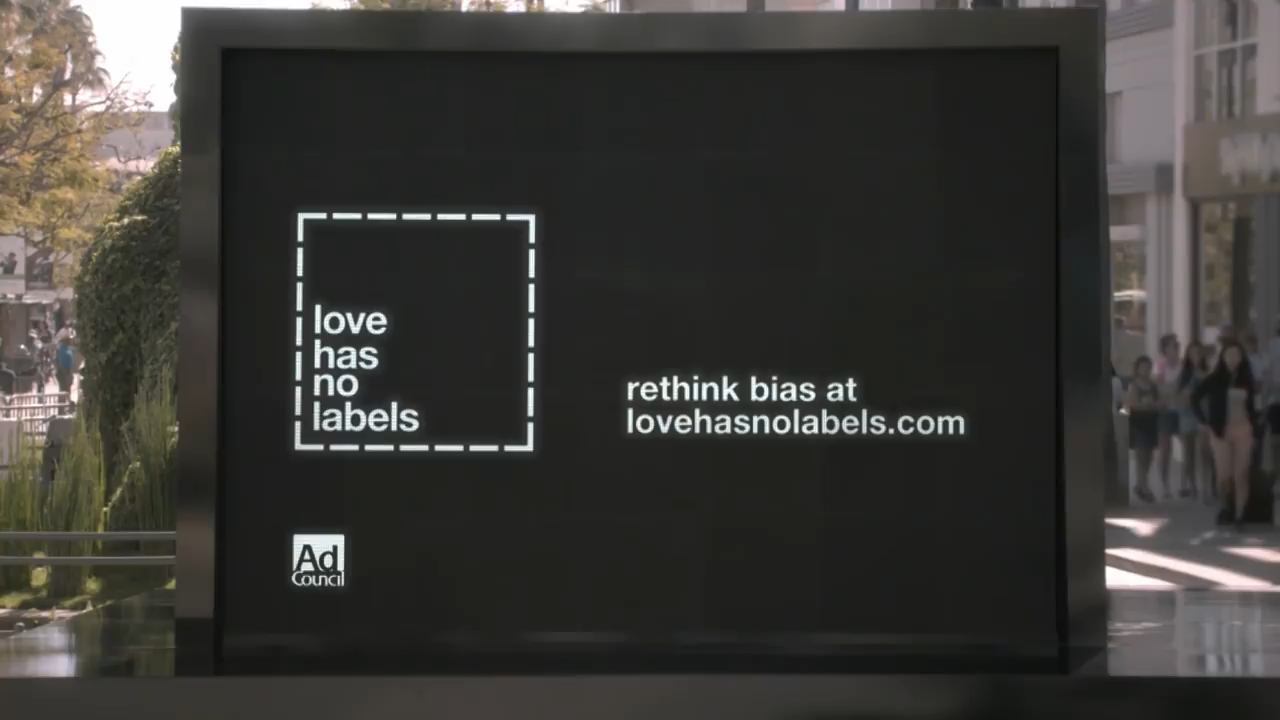 love
has
no
labels
rethink bias at
lovehasnolabels.com
Ad
Council